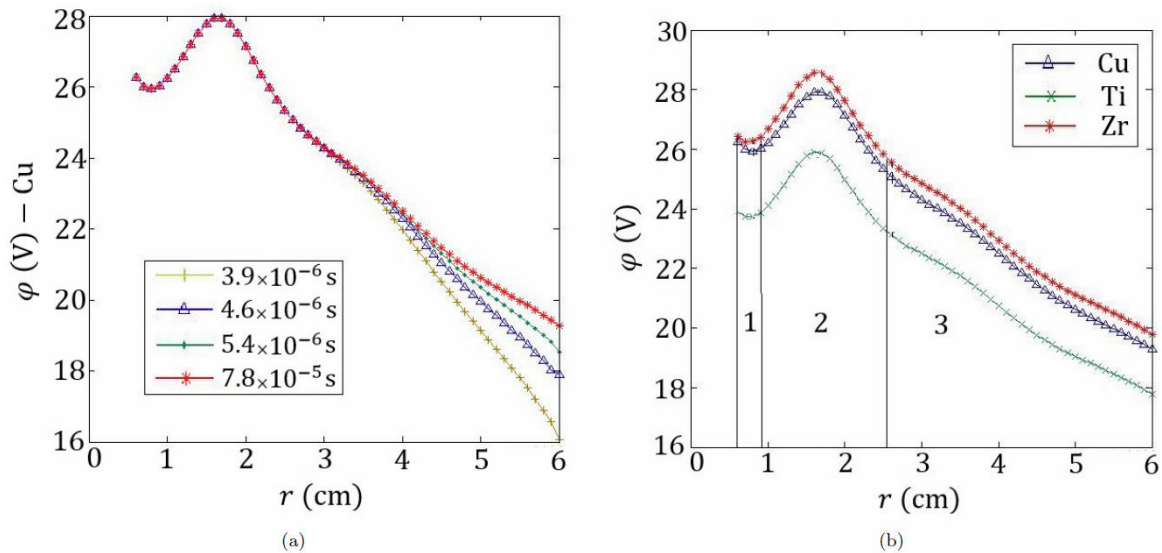 28
26
24
22
20
18
16
φ (V) − Cu
3.9×10⁻⁶ s
4.6×10⁻⁶ s
5.4×10⁻⁶ s
7.8×10⁻⁵ s
0 1 2 3 4 5 6
r (cm)
(a)
30
28
26
24
22
20
18
16
φ (V)
Cu
Ti
Zr
1 2 3
0 1 2 3 4 5 6
r (cm)
(b)